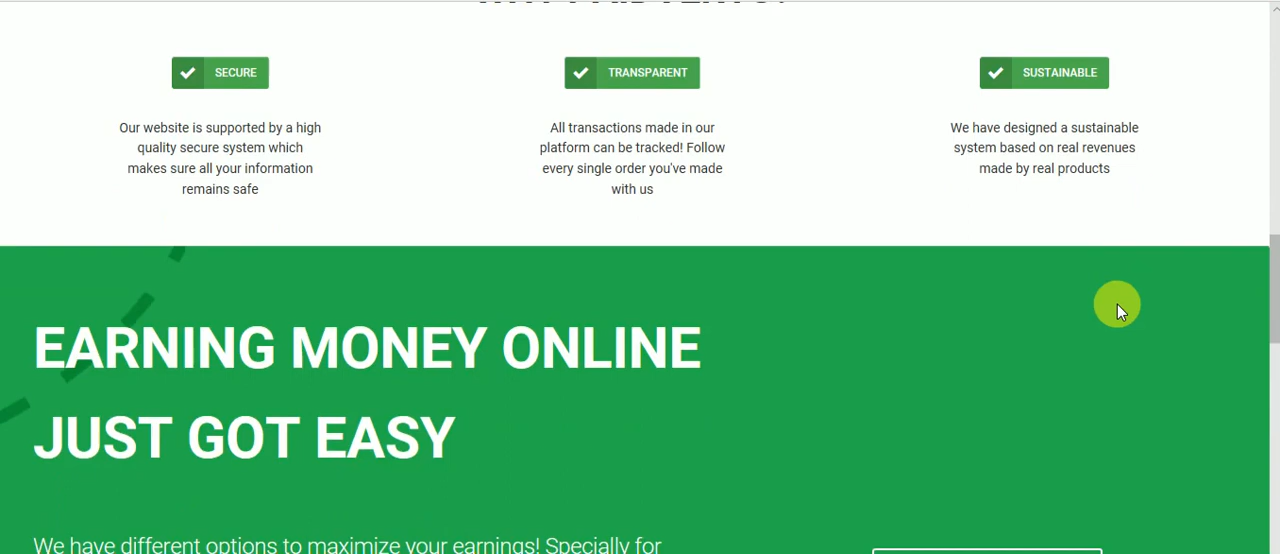 SECURE
TRANSPARENT
SUSTAINABLE
Our website is supported by a high
quality secure system which
makes sure all your information
remains safe
All transactions made in our
platform can be tracked! Follow
every single order you've made
with us
We have designed a sustainable
system based on real revenues
made by real products
EARNING MONEY ONLINE
JUST GOT EASY
We have different options to maximize your earnings! Specially for